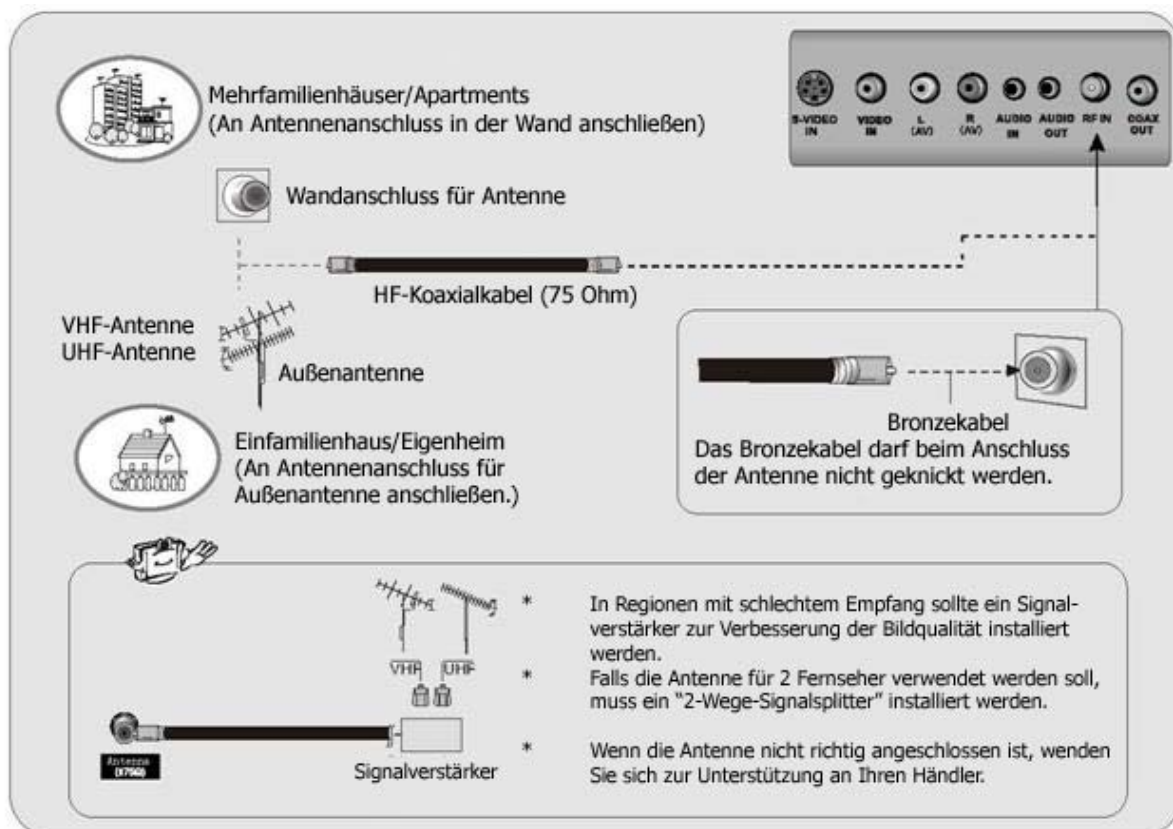 Mehrfamilienhäuser/Apartments
(An Antennenanschluss in der Wand anschließen)
S-VIDEO
IN
VIDEO
IN
L
(AV)
R
(AV)
AUDIO
IN
AUDIO
OUT
RF IN
COAX
OUT
Wandanschluss für Antenne
HF-Koaxialkabel (75 Ohm)
VHF-Antenne
UHF-Antenne
Außenantenne
Bronzekabel
Das Bronzekabel darf beim Anschluss
der Antenne nicht geknickt werden.
Einfamilienhaus/Eigenheim
(An Antennenanschluss für
Außenantenne anschließen.)
VHF
UHF
Antenna
Signalverstärker
* In Regionen mit schlechtem Empfang sollte ein Signal-
verstärker zur Verbesserung der Bildqualität installiert
werden.
* Falls die Antenne für 2 Fernseher verwendet werden soll,
muss ein “2-Wege-Signalsplitter” installiert werden.
* Wenn die Antenne nicht richtig angeschlossen ist, wenden
Sie sich zur Unterstützung an Ihren Händler.